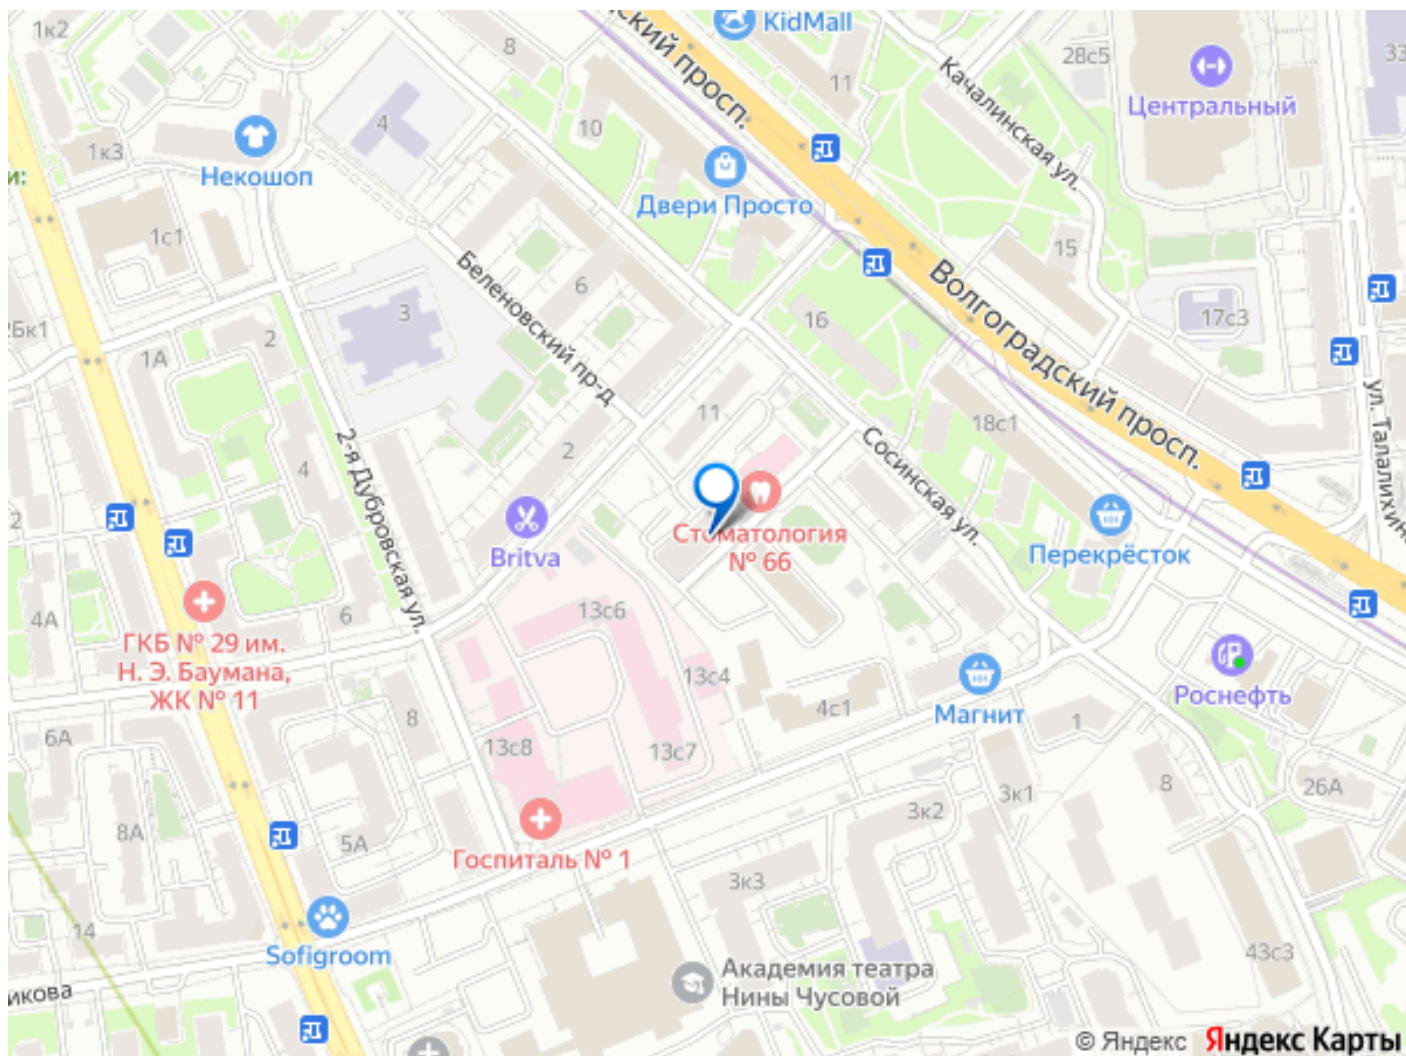 1к2
8
KidMall
28с5
33
Качалинская ул.
11
Центральный
4
10
1к3
Некошоп
Двери Просто
и:
1с1
15
Беленовский пр-д
6
Волгоградский просп.
3
16
17с3
2Бк1
2
1А
11
18с1
ул. Талалихина
2-я Дубровская ул.
2
4
Сосинская ул.
2
Britva
Стоматология
№ 66
Перекрёсток
13с6
4А
6
ГКБ № 29 им.
Н. Э. Баумана,
ЖК № 11
13с4
Роснефть
8
4с1
Магнит
1
6А
13с8
13с7
8
26А
3к1
3к2
8А
5А
Госпиталь № 1
3к3
14
Sofigroom
43с3
Академия театра
Нины Чусовой
икова
© Яндекс Яндекс Карты